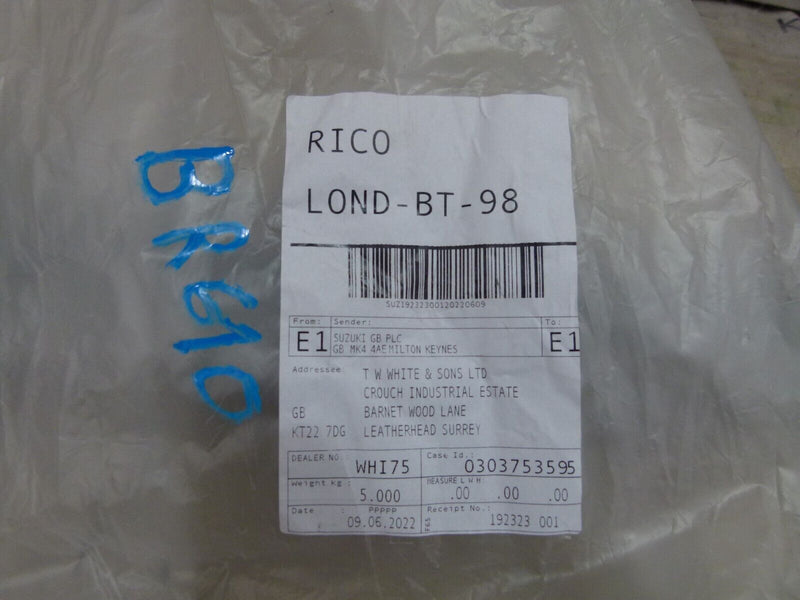 BR610
RICO
LOND-BT-98
SUZ19232300120220609
From: Sender: To:
E1 SUZUKI GB PLC E1
GB MK4 4AE MILTON KEYNES
Addressee T W WHITE & SONS LTD
CROUCH INDUSTRIAL ESTATE
GB BARNET WOOD LANE
KT22 7DG LEATHERHEAD SURREY
DEALER NO: WHI75 Case Id.: 0303753595
Weight Kg : 5.000 MEASURE L W H: .00 .00 .00
Date : PPPPP Receipt No.:
09.06.2022 F65 192323 001